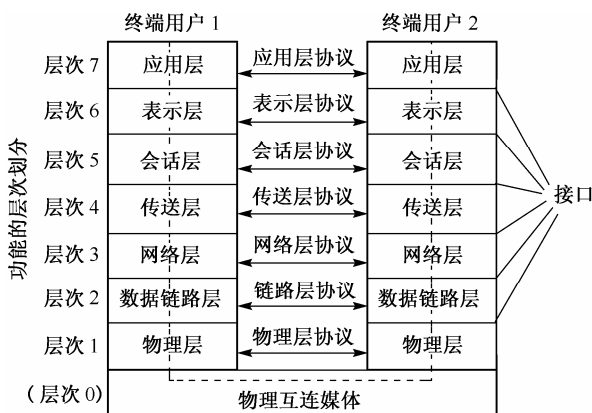 终端用户 1 终端用户 2
层次 7 应用层 应用层协议 应用层
层次 6 表示层 表示层协议 表示层
层次 5 会话层 会话层协议 会话层
层次 4 传送层 传送层协议 传送层
层次 3 网络层 网络层协议 网络层
层次 2 数据链路层 链路层协议 数据链路层
层次 1 物理层 物理层协议 物理层
(层次 0) 物理互连媒体
功能的层次划分
接口